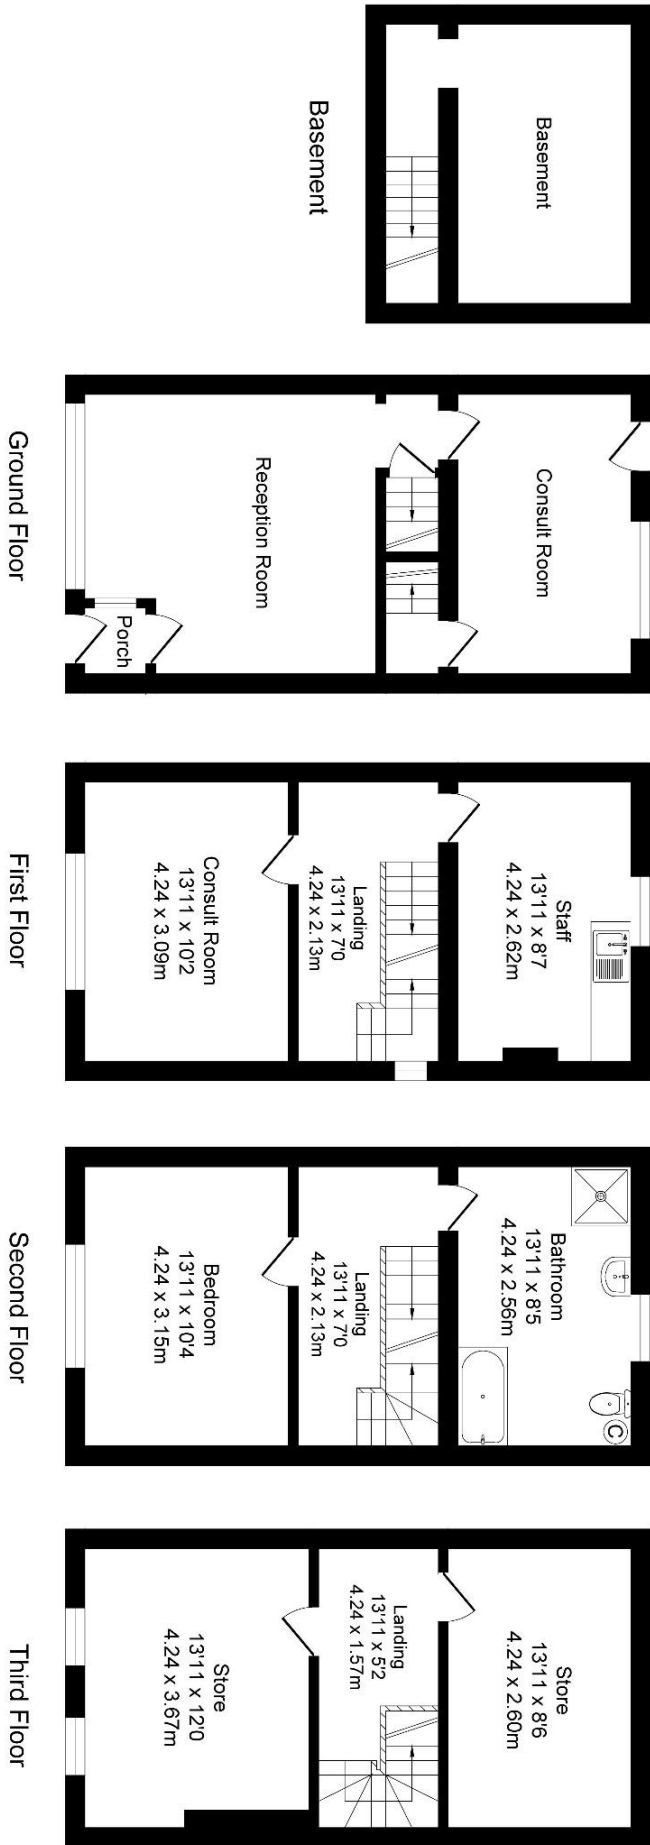 Basement
Basement
Consult Room
Reception Room
Porch
Ground Floor
Staff
13'11 x 8'7
4.24 x 2.62m
Landing
13'11 x 7'0
4.24 x 2.13m
Consult Room
13'11 x 10'2
4.24 x 3.09m
First Floor
Bathroom
13'11 x 8'5
4.24 x 2.56m
C
Landing
13'11 x 7'0
4.24 x 2.13m
Bedroom
13'11 x 10'4
4.24 x 3.15m
Second Floor
Store
13'11 x 8'6
4.24 x 2.60m
Landing
13'11 x 5'2
4.24 x 1.57m
Store
13'11 x 12'0
4.24 x 3.67m
Third Floor